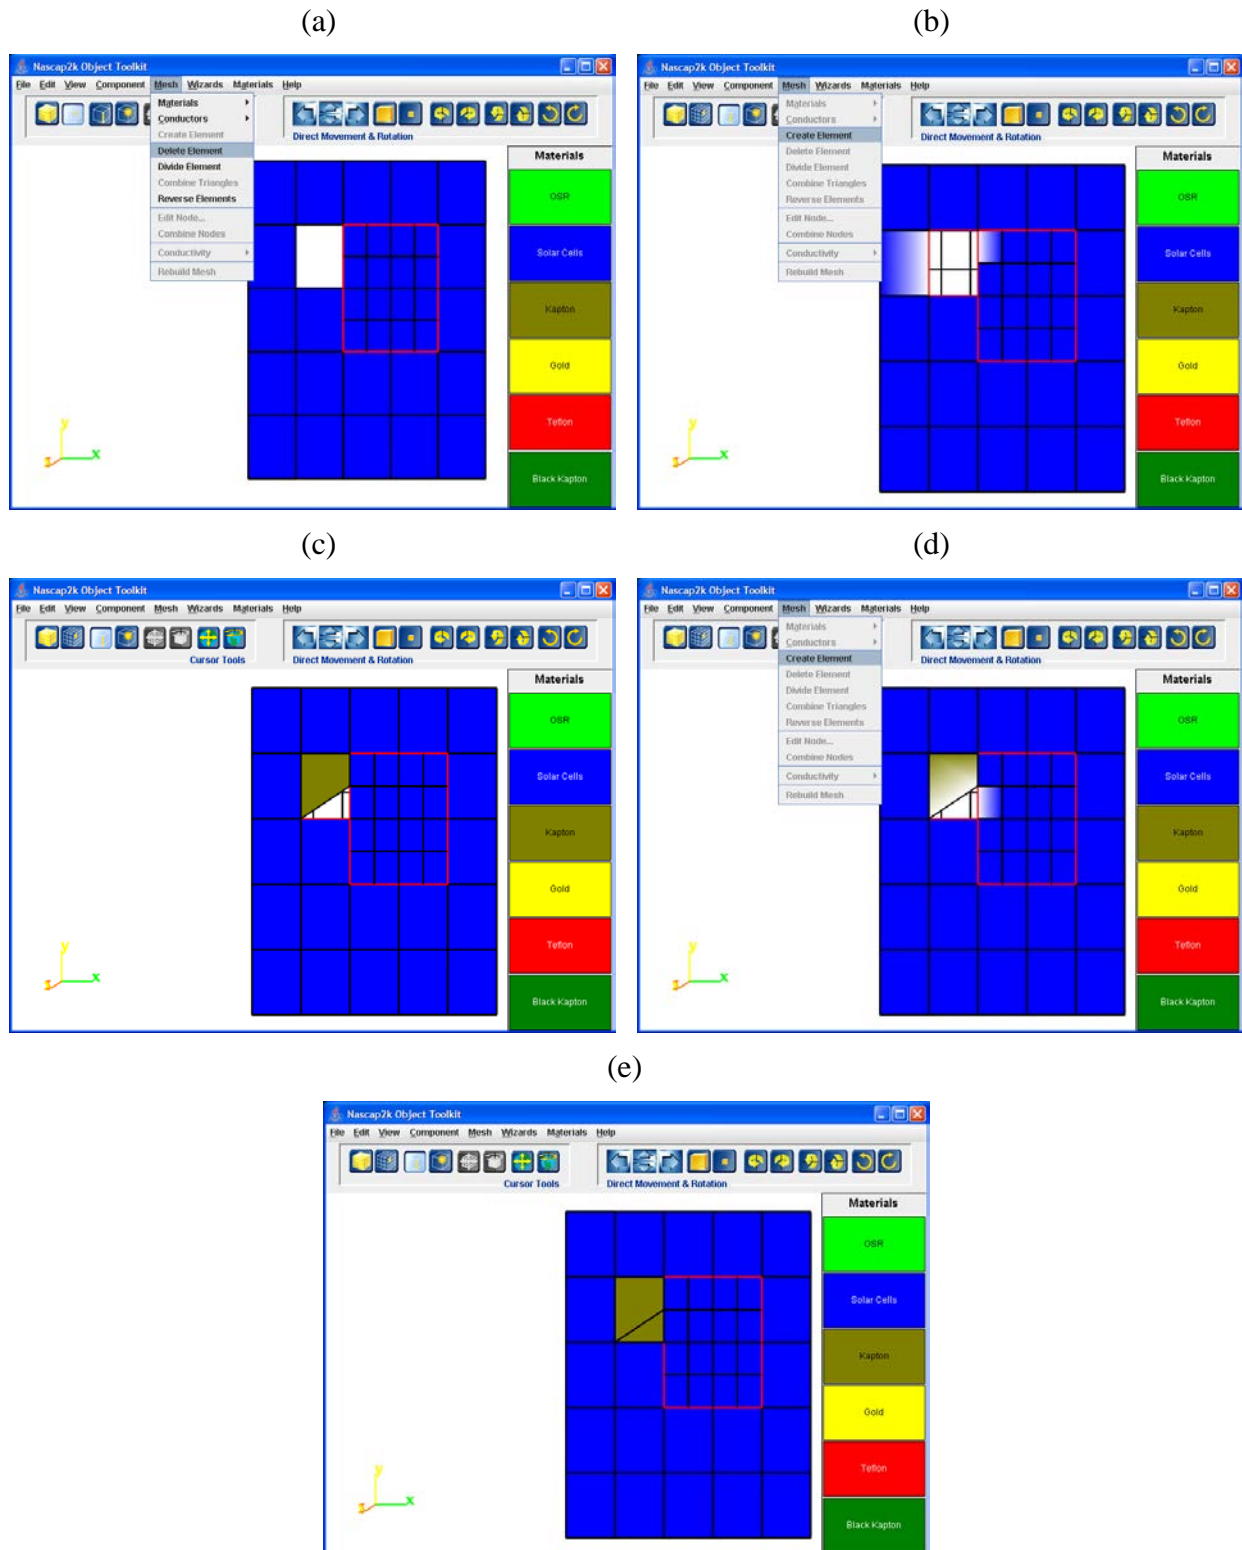 (a)
(b)
Nascap2k Object Toolkit
File Edit View Component Mesh Wizards Materials Help
Materials
Conductors
Create Element
Delete Element
Divide Element
Combine Triangles
Reverse Elements
Edit Node...
Combine Nodes
Conductivity
Rebuild Mesh
Direct Movement & Rotation
Materials
OSR
Solar Cells
Kapton
Gold
Teflon
Black Kapton
y
x
Nascap2k Object Toolkit
File Edit View Component Mesh Wizards Materials Help
Materials
Conductors
Create Element
Delete Element
Divide Element
Combine Triangles
Reverse Elements
Edit Node...
Combine Nodes
Conductivity
Rebuild Mesh
Direct Movement & Rotation
Materials
OSR
Solar Cells
Kapton
Gold
Teflon
Black Kapton
y
x
(c)
(d)
Nascap2k Object Toolkit
File Edit View Component Mesh Wizards Materials Help
Cursor Tools
Direct Movement & Rotation
Materials
OSR
Solar Cells
Kapton
Gold
Teflon
Black Kapton
y
x
Nascap2k Object Toolkit
File Edit View Component Mesh Wizards Materials Help
Materials
Conductors
Create Element
Delete Element
Divide Element
Combine Triangles
Reverse Elements
Edit Node...
Combine Nodes
Conductivity
Rebuild Mesh
Direct Movement & Rotation
Materials
OSR
Solar Cells
Kapton
Gold
Teflon
Black Kapton
y
x
(e)
Nascap2k Object Toolkit
File Edit View Component Mesh Wizards Materials Help
Cursor Tools
Direct Movement & Rotation
Materials
OSR
Solar Cells
Kapton
Gold
Teflon
Black Kapton
y
x